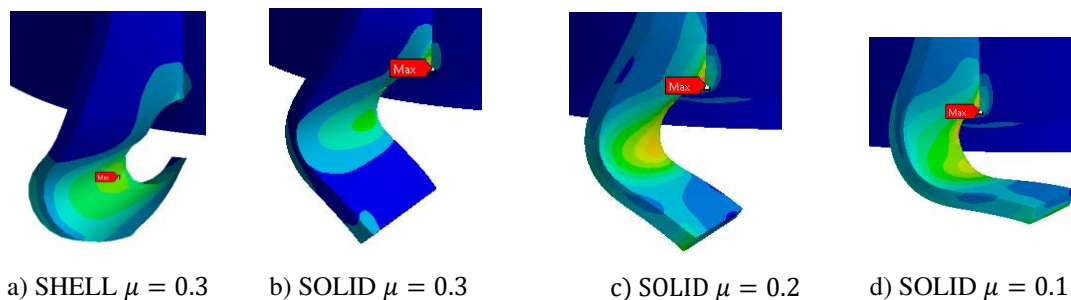 Max
Max
Max
Max
a) SHELL 𝜇 = 0.3
b) SOLID 𝜇 = 0.3
c) SOLID 𝜇 = 0.2
d) SOLID 𝜇 = 0.1